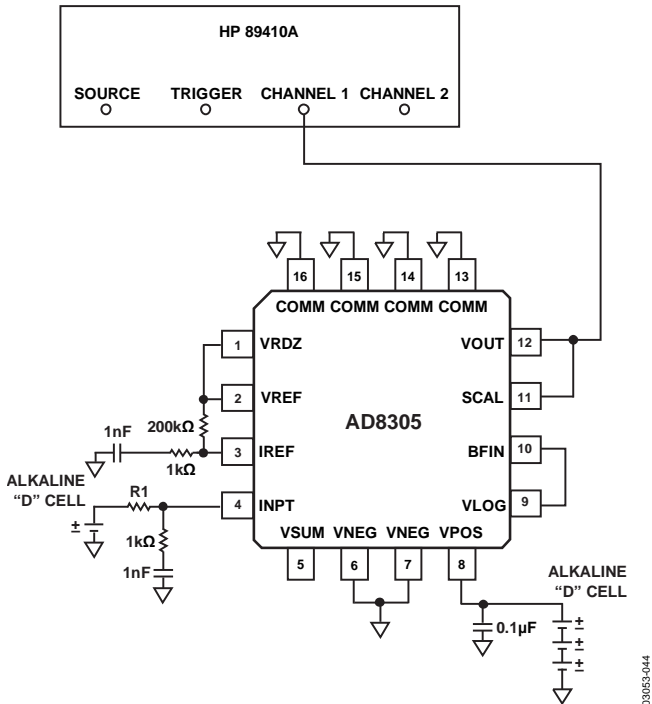 HP 89410A
SOURCE TRIGGER CHANNEL 1 CHANNEL 2
16 15 14 13
COMM COMM COMM COMM
1 VRDZ VOUT 12
2 VREF SCAL 11
200kΩ
AD8305
1nF
3 IREF BFIN 10
1kΩ
ALKALINE
“D” CELL
R1
4 INPT VLOG 9
±
1kΩ
VSUM VNEG VNEG VPOS
1nF
5 6 7 8
ALKALINE
“D” CELL
0.1µF
±
±
±
03053-044